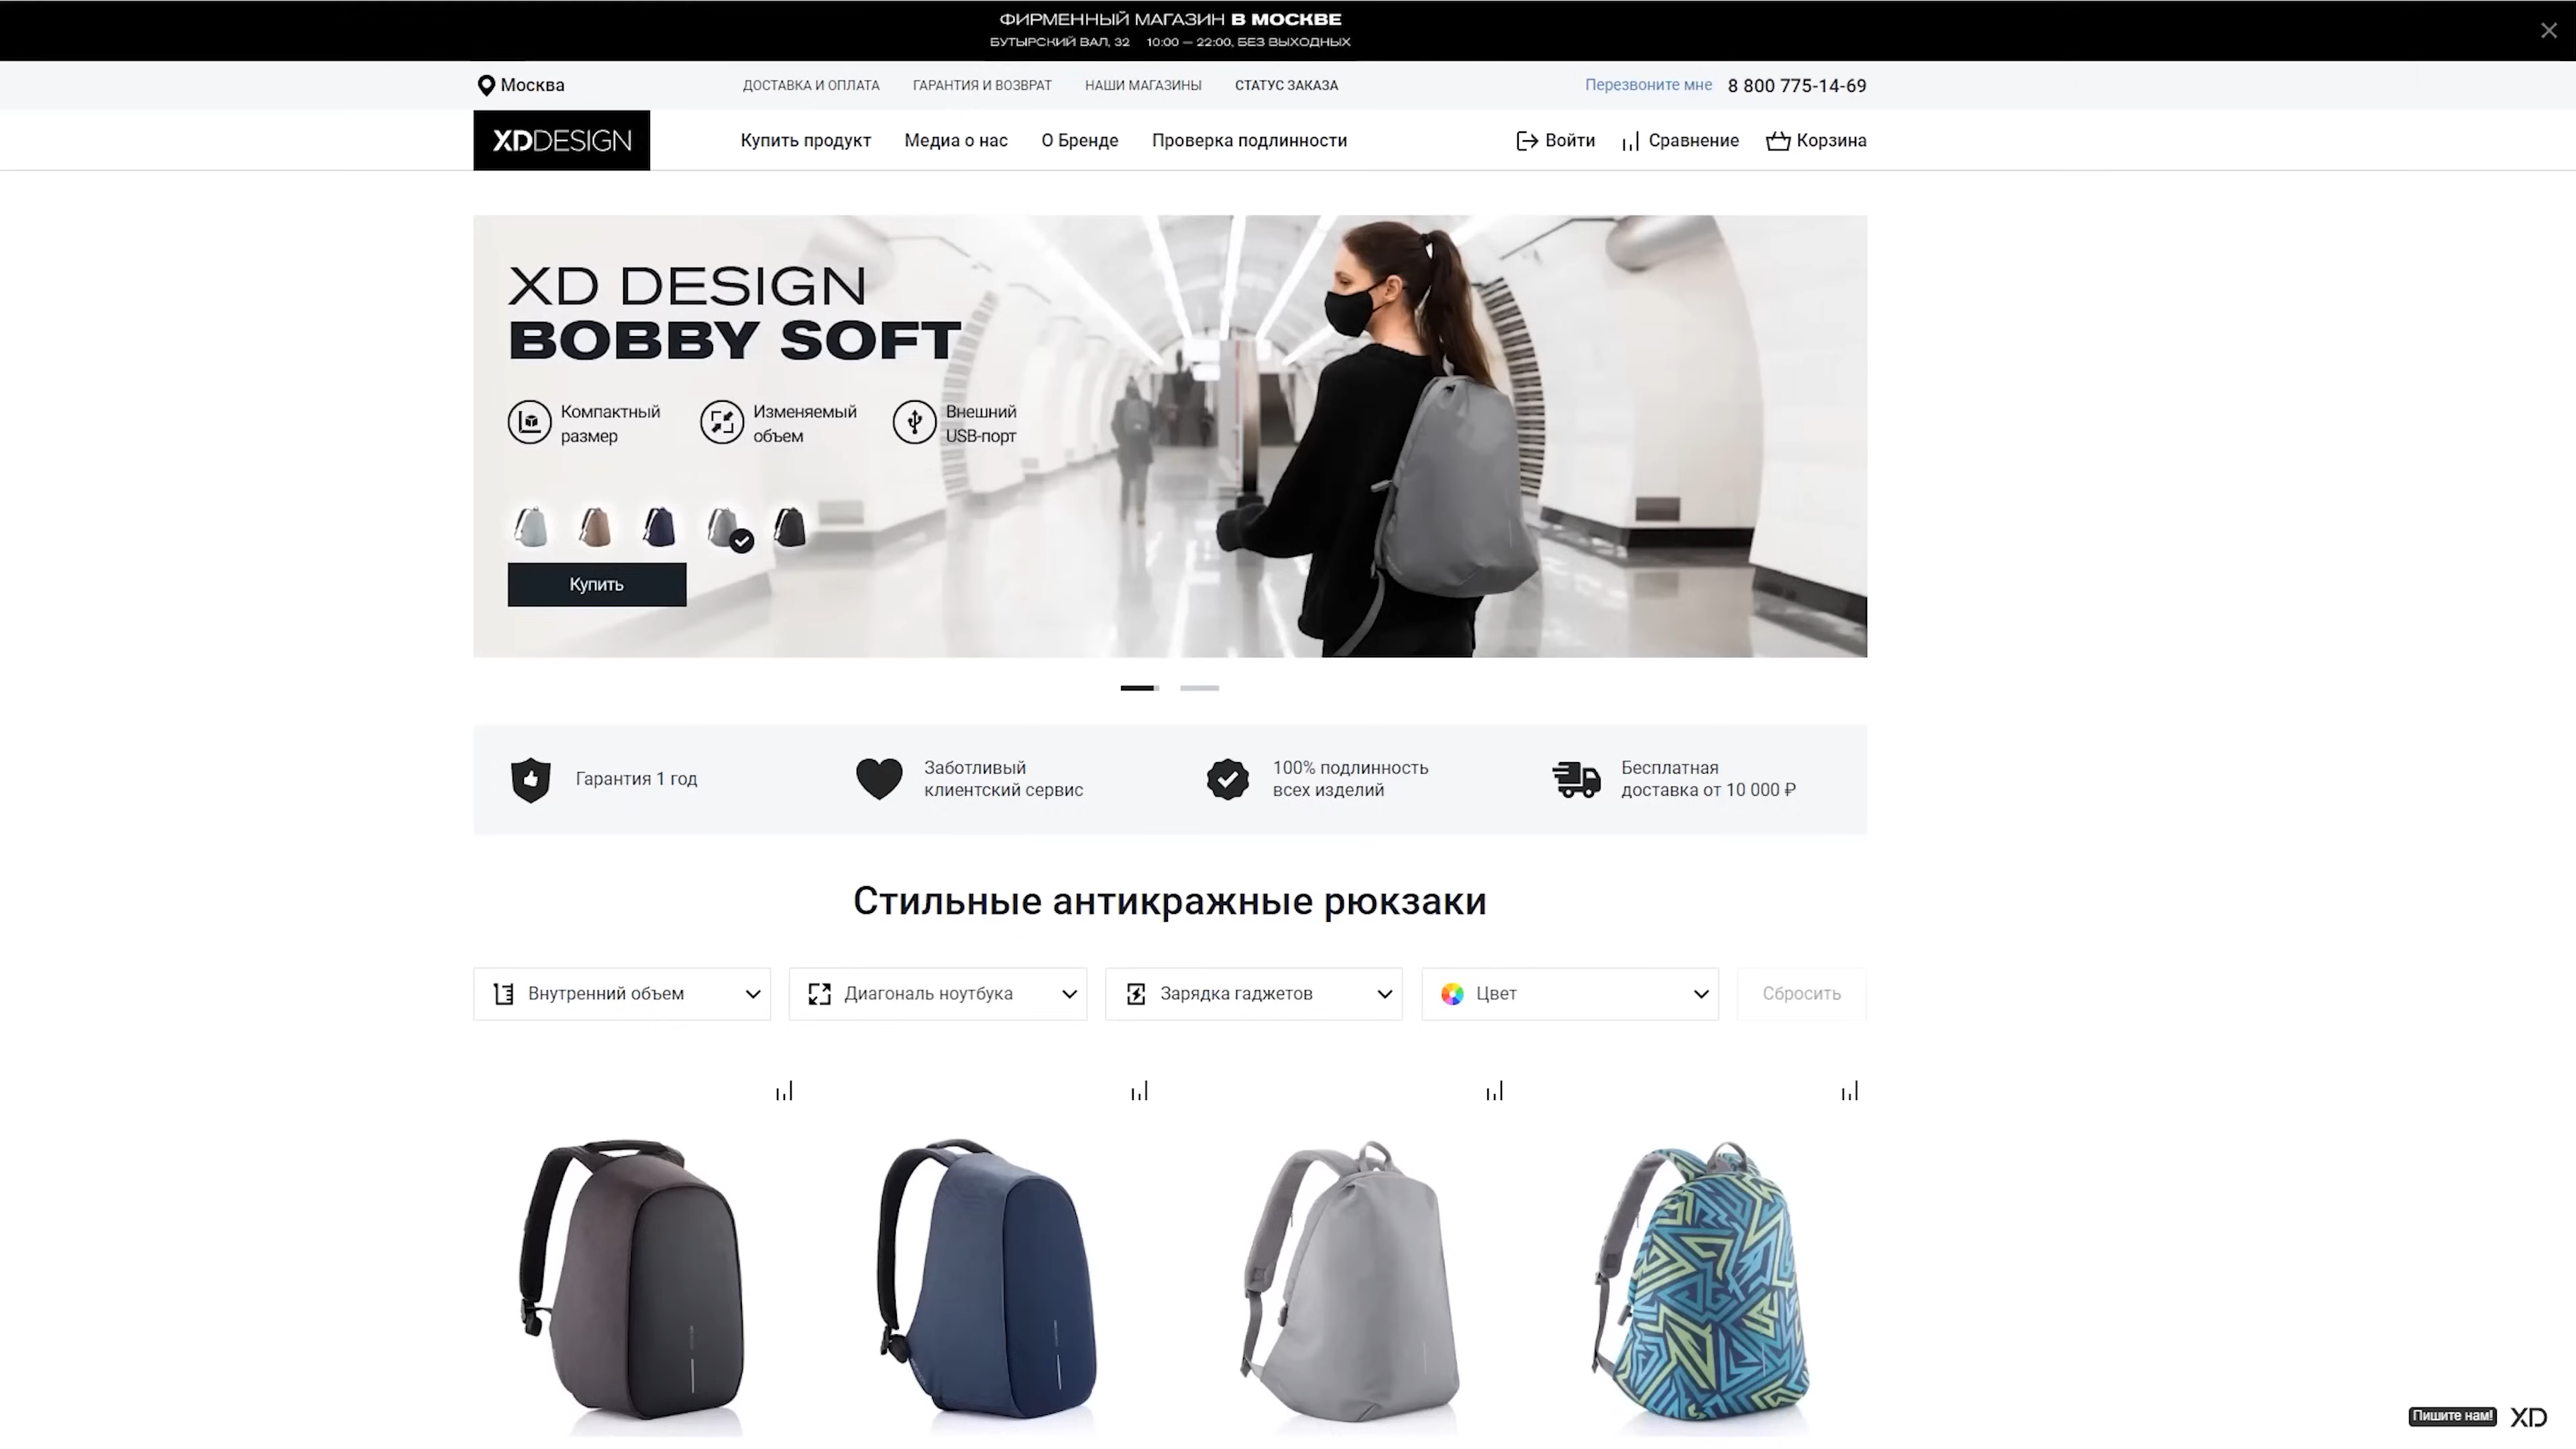 ФИРМЕННЫЙ МАГАЗИН В МОСКВЕ
БУТЫРСКИЙ ВАЛ, 32 10:00 — 22:00, БЕЗ ВЫХОДНЫХ
Москва
ДОСТАВКА И ОПЛАТА
ГАРАНТИЯ И ВОЗВРАТ
НАШИ МАГАЗИНЫ
СТАТУС ЗАКАЗА
Перезвоните мне
8 800 775-14-69
XDDESIGN
Купить продукт
Медиа о нас
О Бренде
Проверка подлинности
Войти
Сравнение
Корзина
XD DESIGN
BOBBY SOFT
Компактный
размер
Изменяемый
объем
Внешний
USB-порт
Купить
Гарантия 1 год
Заботливый
клиентский сервис
100% подлинность
всех изделий
Бесплатная
доставка от 10 000 ₽
Стильные антикражные рюкзаки
Внутренний объем
Диагональ ноутбука
Зарядка гаджетов
Цвет
Сбросить
Пишите нам!
XD